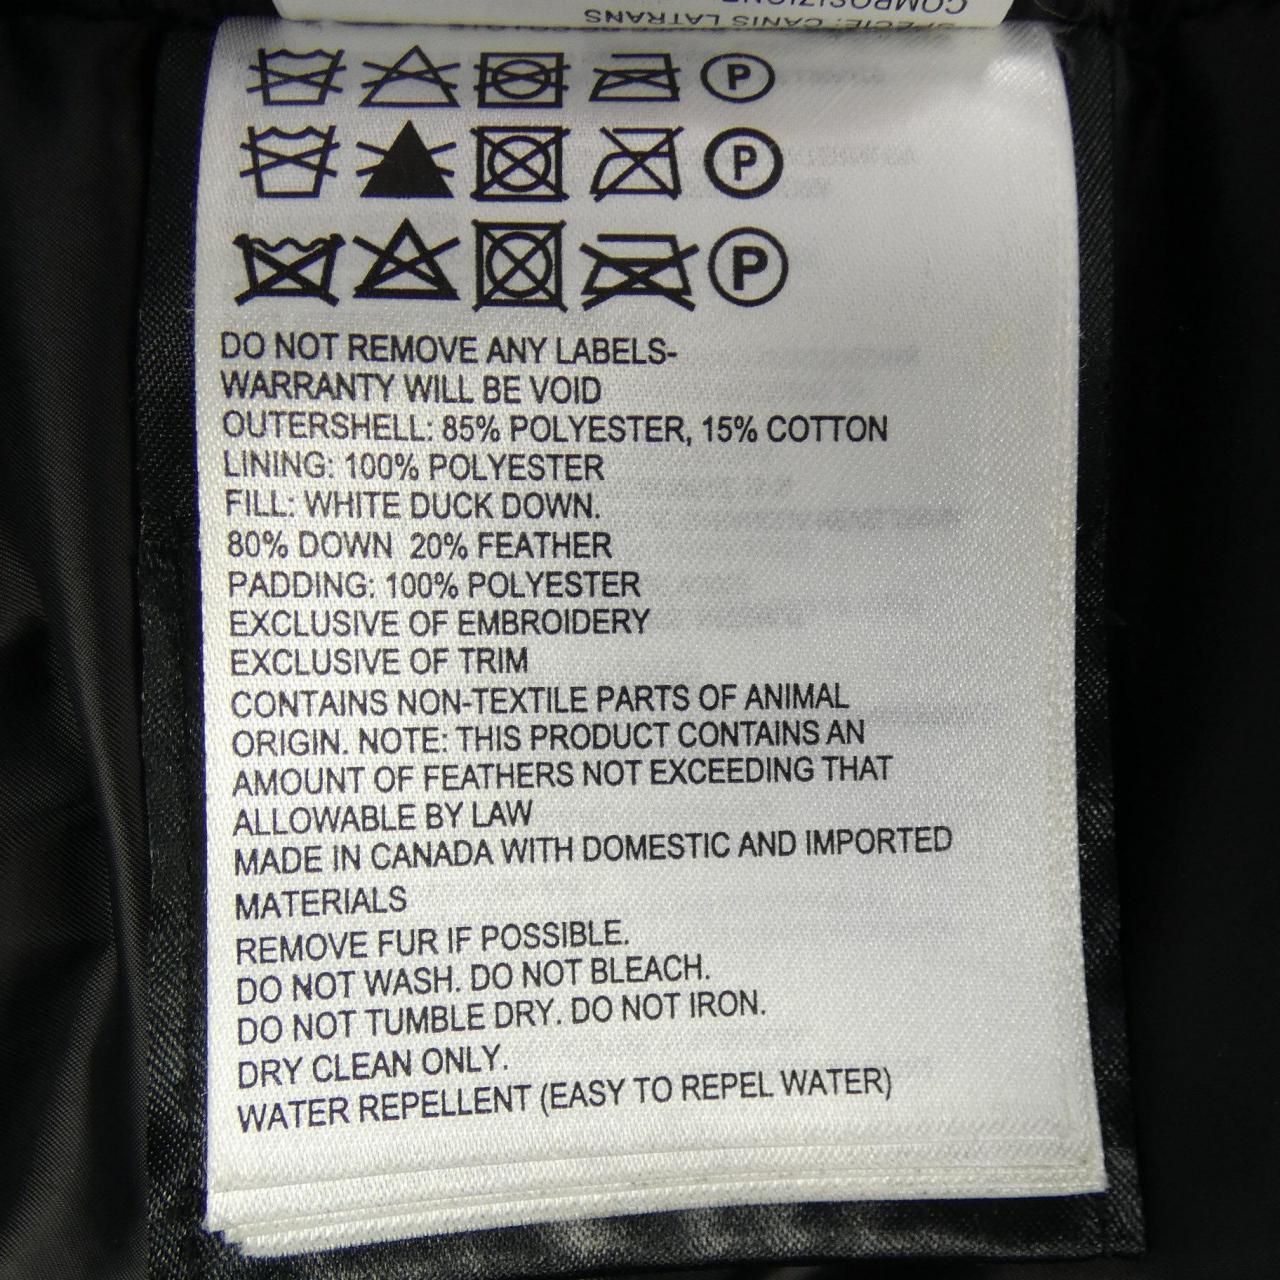 COMPOSIZIONE
SPECIE: CANIS LATRANS
P
P
P
DO NOT REMOVE ANY LABELS-
WARRANTY WILL BE VOID
OUTERSHELL: 85% POLYESTER, 15% COTTON
LINING: 100% POLYESTER
FILL: WHITE DUCK DOWN.
80% DOWN 20% FEATHER
PADDING: 100% POLYESTER
EXCLUSIVE OF EMBROIDERY
EXCLUSIVE OF TRIM
CONTAINS NON-TEXTILE PARTS OF ANIMAL
ORIGIN. NOTE: THIS PRODUCT CONTAINS AN
AMOUNT OF FEATHERS NOT EXCEEDING THAT
ALLOWABLE BY LAW
MADE IN CANADA WITH DOMESTIC AND IMPORTED
MATERIALS
REMOVE FUR IF POSSIBLE.
DO NOT WASH. DO NOT BLEACH.
DO NOT TUMBLE DRY. DO NOT IRON.
DRY CLEAN ONLY.
WATER REPELLENT (EASY TO REPEL WATER)